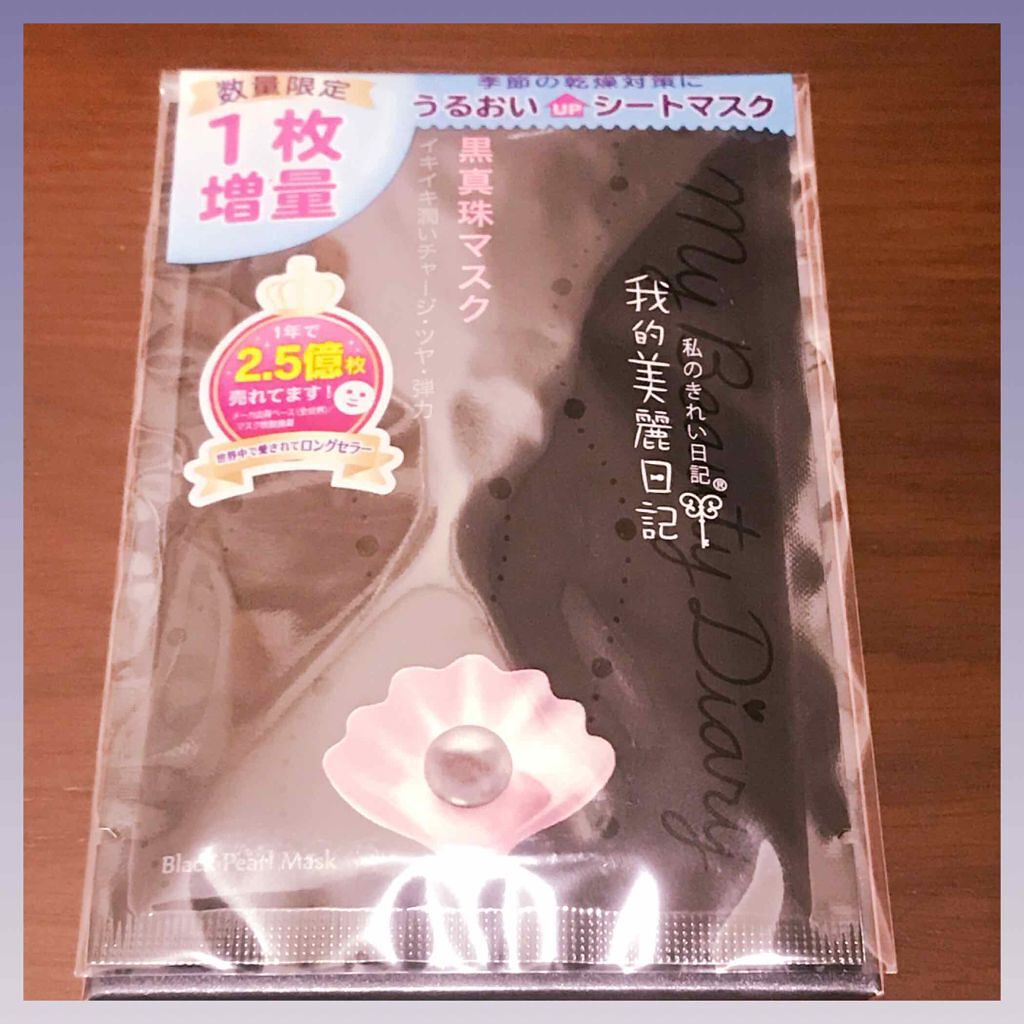 数量限定
1枚
増量
季節の乾燥対策に
うるおいUPシートマスク
黒真珠マスク
イキイキ潤いチャージ・ツヤ・弾力
1年で
2.5億枚
売れてます!
世界中で愛されてロングセラー
我的美麗日記
私のきれい日記®
My Beauty Diary
Black Pearl Mask